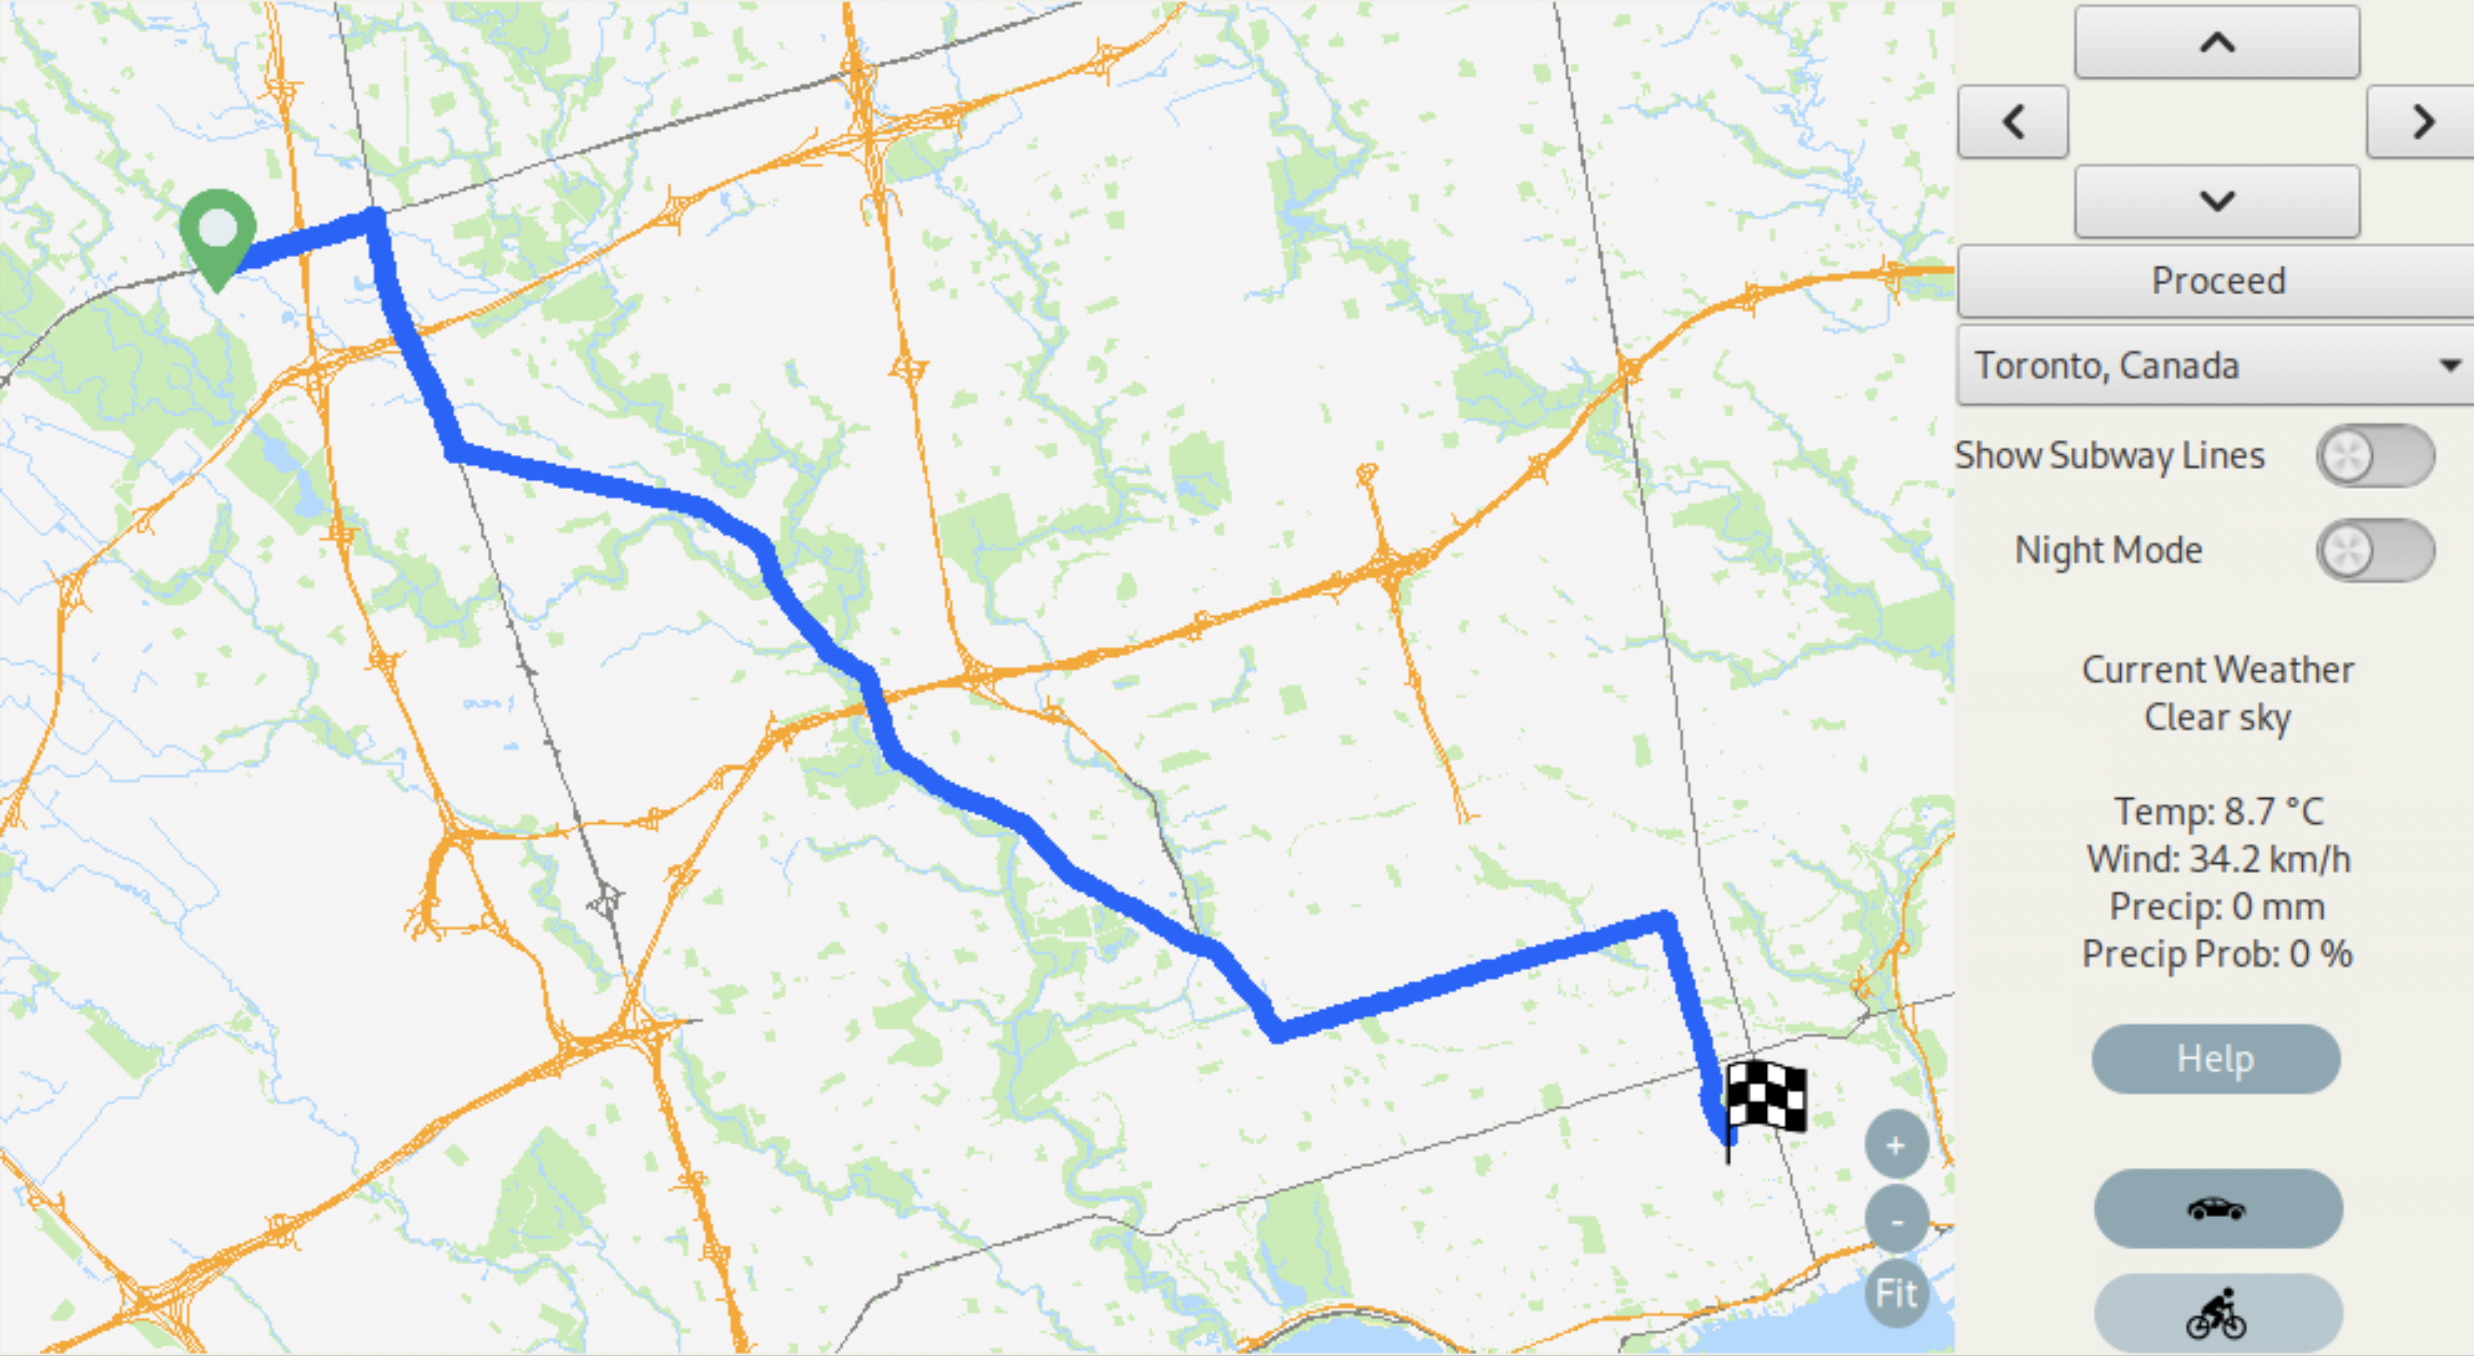 Proceed
Toronto, Canada
Show Subway Lines
Night Mode
Current Weather
Clear sky
Temp: 8.7 °C
Wind: 34.2 km/h
Precip: 0 mm
Precip Prob: 0 %
Help
+
-
Fit